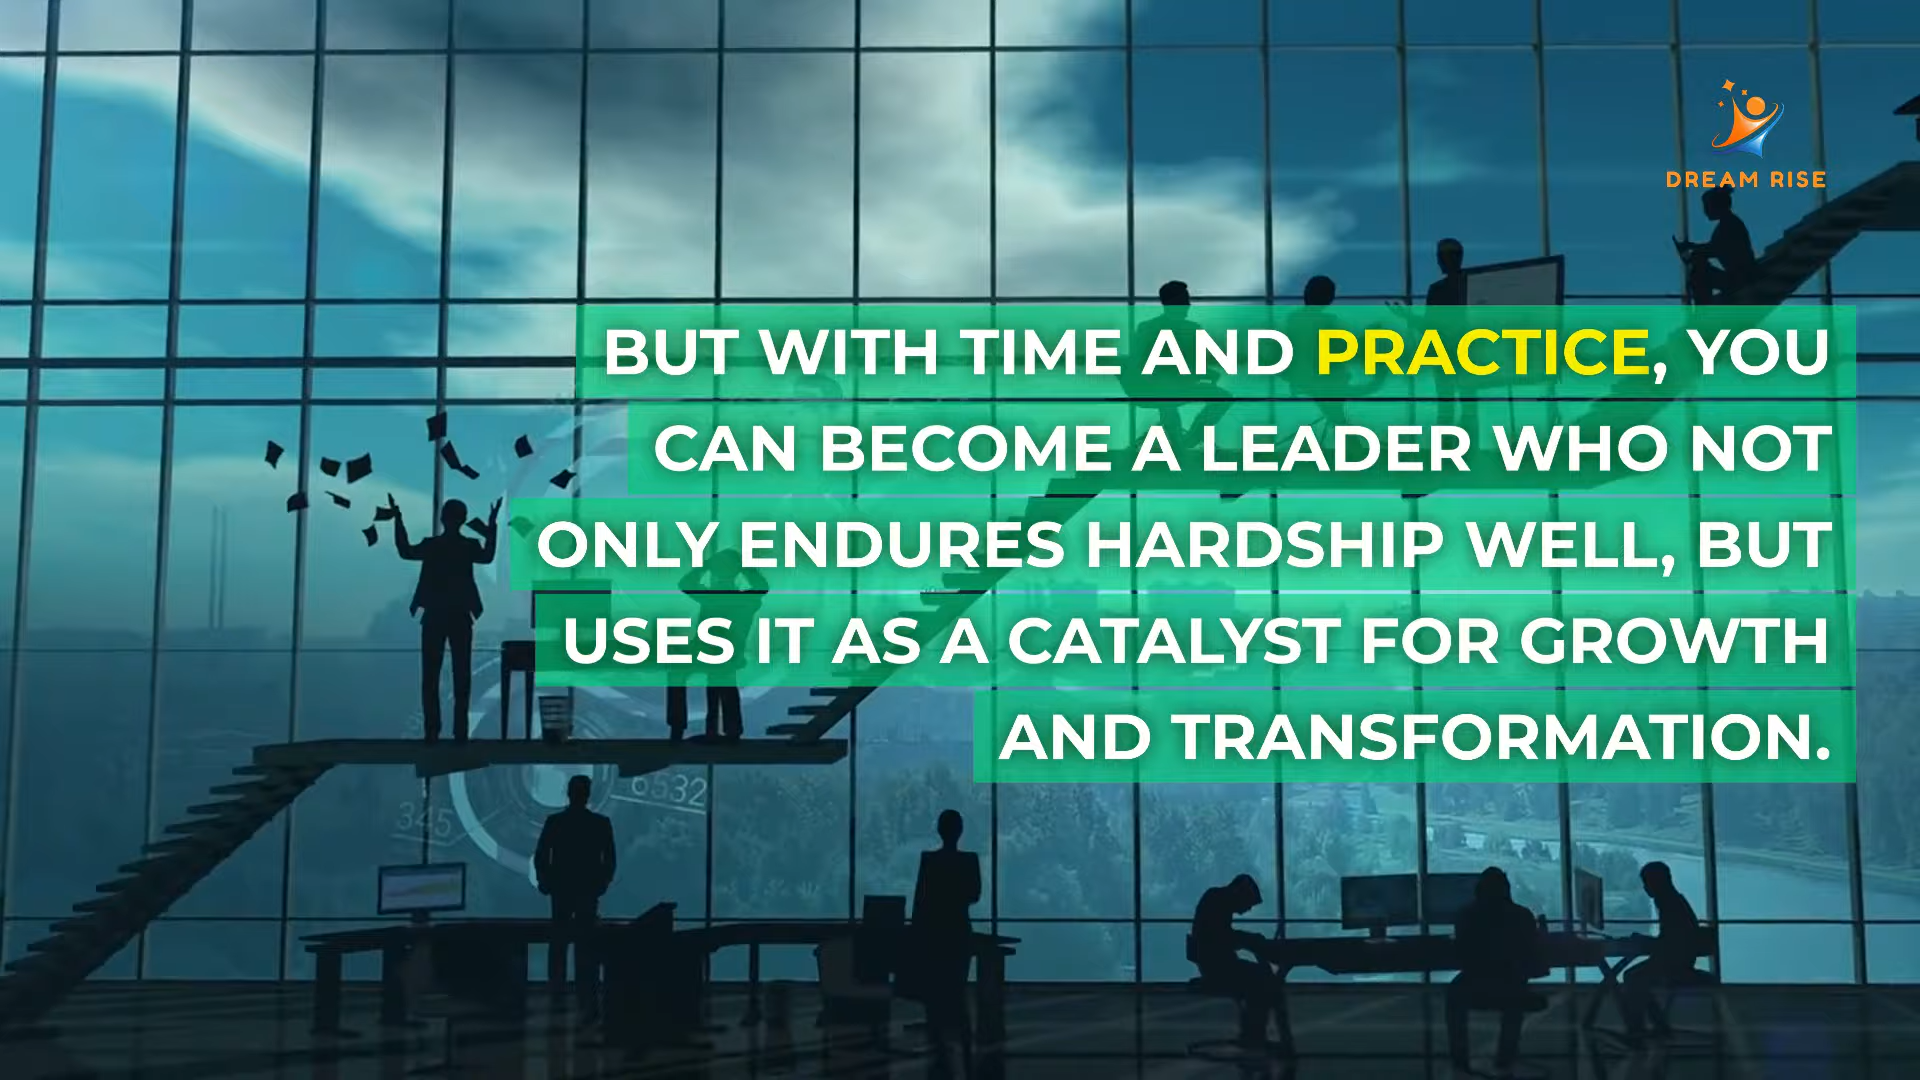 DREAM RISE
BUT WITH TIME AND PRACTICE, YOU
CAN BECOME A LEADER WHO NOT
ONLY ENDURES HARDSHIP WELL, BUT
USES IT AS A CATALYST FOR GROWTH
AND TRANSFORMATION.
6532
345